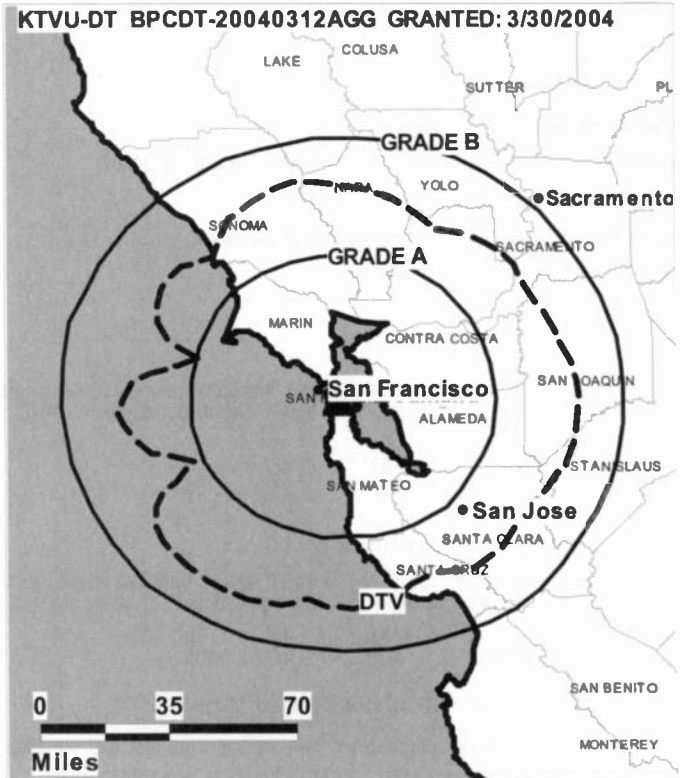 KTVU-DT BPCDT-20040312AGG GRANTED: 3/30/2004
COLUSA
LAKE
SUTTER
PL
GRADE B
NAPA
YOLO
Sacramento
SONOMA
SACRAMENTO
GRADE A
MARIN
CONTRA COSTA
SAN JOAQUIN
San Francisco
SAN
ALAMEDA
STANISLAUS
SAN MATEO
San Jose
SANTA CLARA
SANTA CRUZ
DTV
SAN BENITO
0 35 70
MONTEREY
Miles